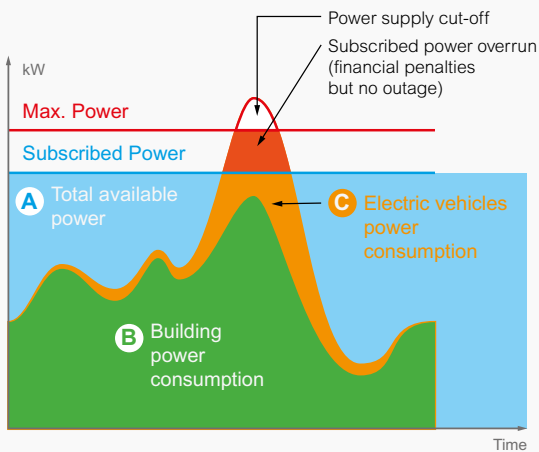 Power supply cut-off
Subscribed power overrun
(financial penalties
but no outage)
kW
Max. Power
Subscribed Power
A Total available
power
C Electric vehicles
power
consumption
B Building
power
consumption
Time